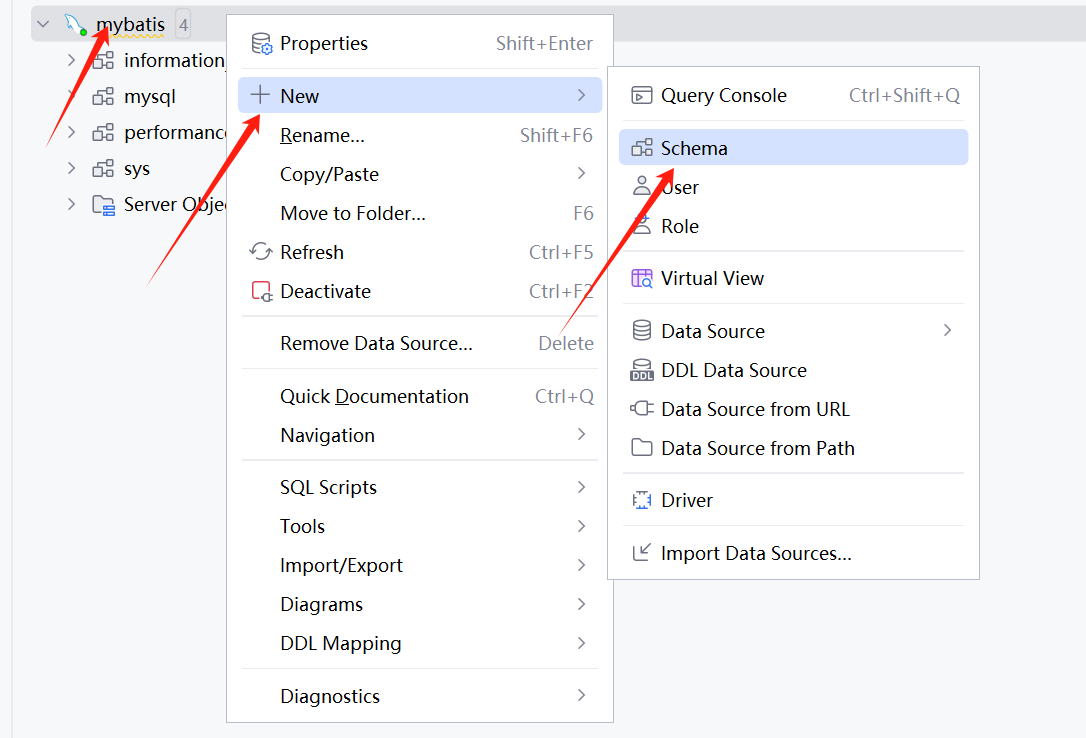 mybatis 4
information_
mysql
performance
sys
Server Obje
Properties Shift+Enter
New
Rename... Shift+F6
Copy/Paste
Move to Folder... F6
Refresh Ctrl+F5
Deactivate Ctrl+F2
Remove Data Source... Delete
Quick Documentation Ctrl+Q
Navigation
SQL Scripts
Tools
Import/Export
Diagrams
DDL Mapping
Diagnostics
Query Console Ctrl+Shift+Q
Schema
User
Role
Virtual View
Data Source
DDL Data Source
Data Source from URL
Data Source from Path
Driver
Import Data Sources...